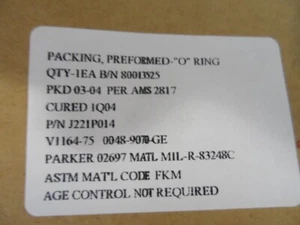 PACKING, PREFORMED-"O" RING
QTY-1EA B/N 80013525
PKD 03-04 PER AMS 2817
CURED 1Q04
P/N J221P014
V1164-75 0048-9070-GE
PARKER 02697 MATL MIL-R-83248C
ASTM MAT'L CODE FKM
AGE CONTROL NOT REQUIRED